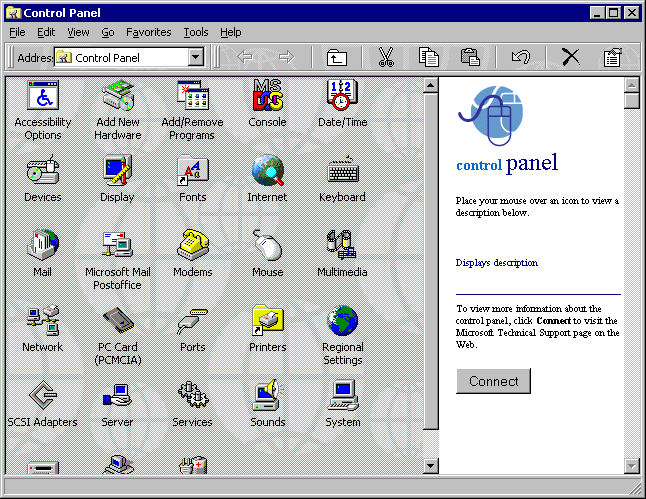 Control Panel
File Edit View Go Favorites Tools Help
Address Control Panel
Accessibility Options
Add New Hardware
Add/Remove Programs
MS DOS
Console
Date/Time
Devices
Display
Fonts
Internet
Keyboard
Mail
Microsoft Mail Postoffice
Modems
Mouse
Multimedia
Network
PC Card (PCMCIA)
Ports
Printers
Regional Settings
SCSI Adapters
Server
Services
Sounds
System
control panel
Place your mouse over an icon to view a
description below.
Displays description
To view more information about the
control panel, click Connect to visit the
Microsoft Technical Support page on the
Web.
Connect